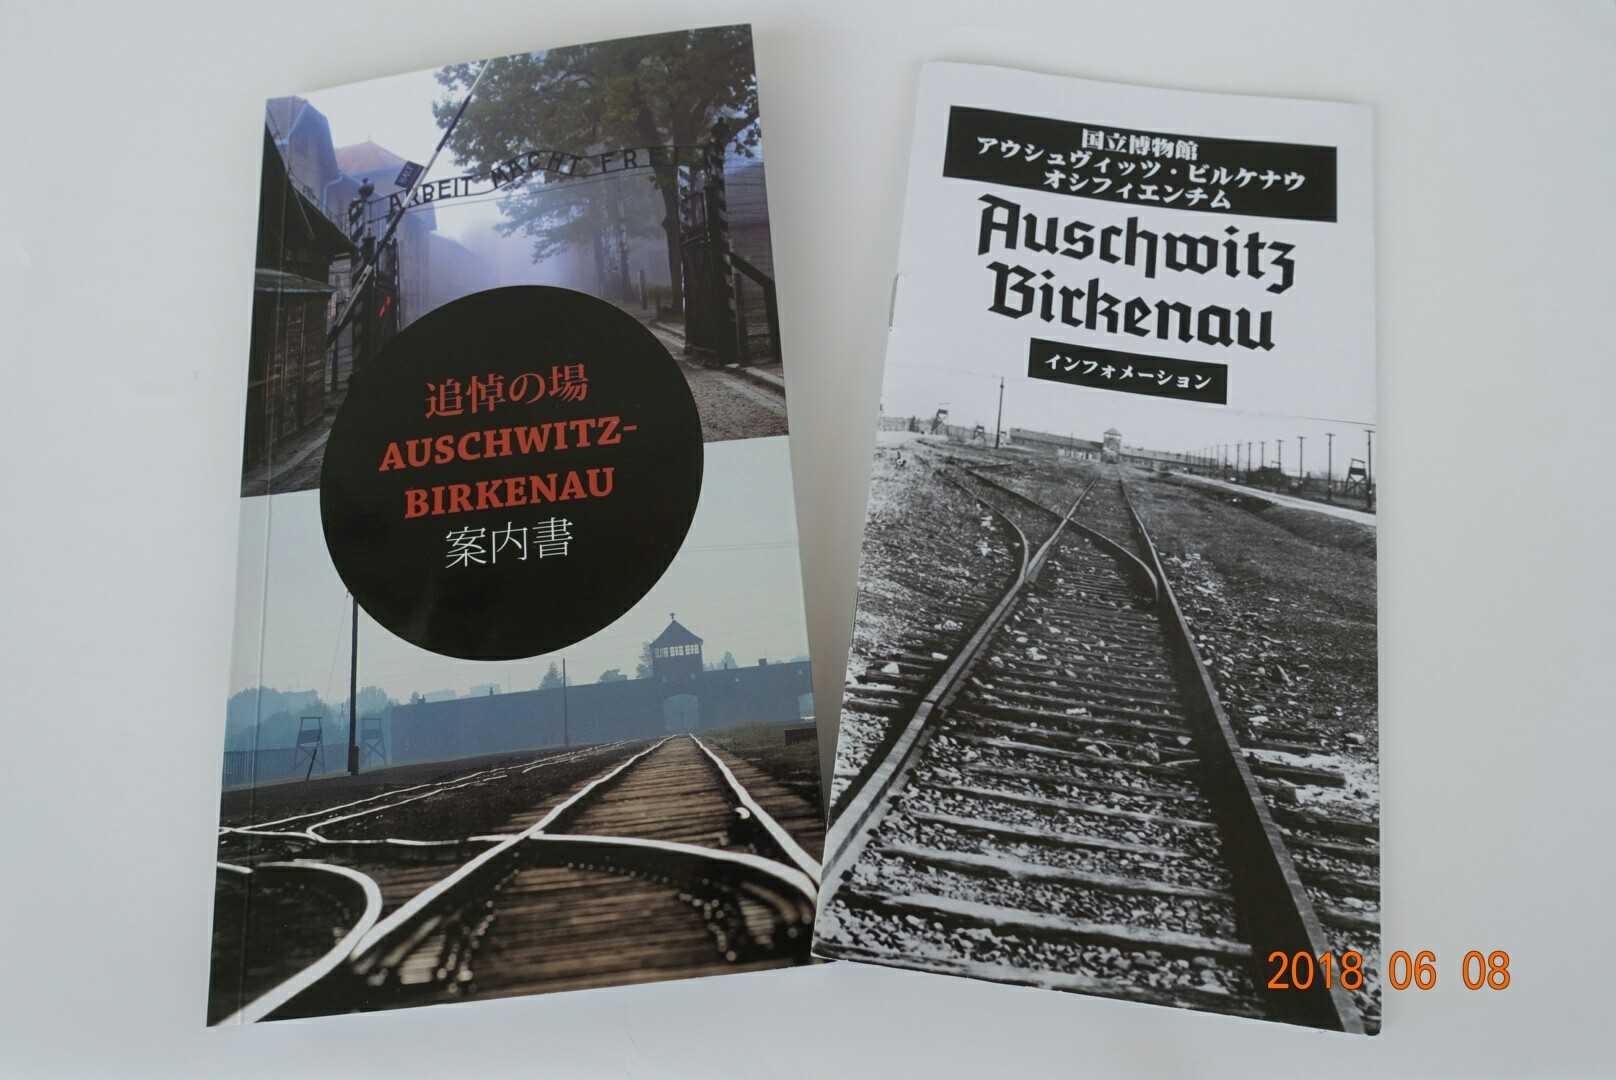 ARBEIT MACHT FREI
追悼の場
AUSCHWITZ-
BIRKENAU
案内書
国立博物館
アウシュヴィッツ・ビルケナウ
オシフィエンチム
Auschwitz
Birkenau
インフォメーション
2018 06 08